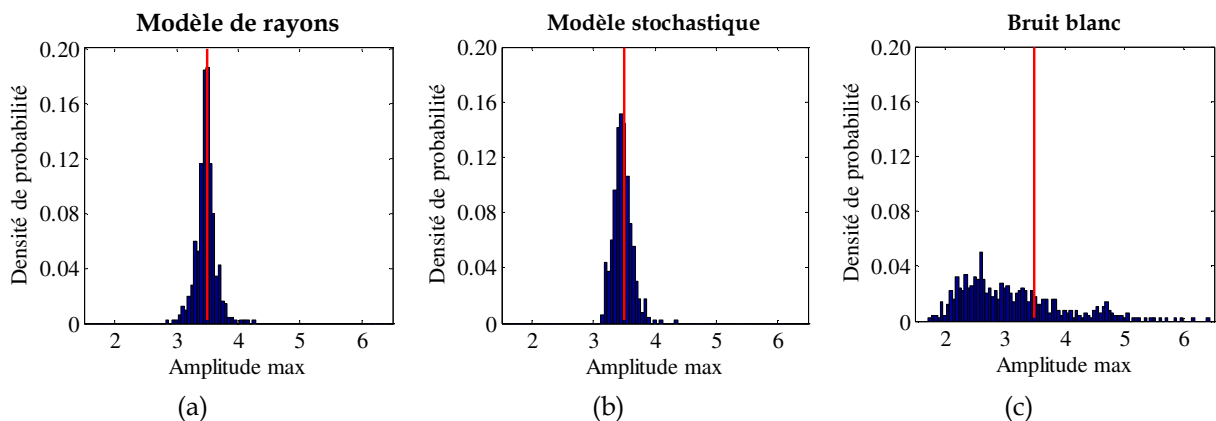 Modèle de rayons
Densité de probabilité
0.20
0.16
0.12
0.08
0.04
0
2 3 4 5 6
Amplitude max
(a)
Modèle stochastique
Densité de probabilité
0.20
0.16
0.12
0.08
0.04
0
2 3 4 5 6
Amplitude max
(b)
Bruit blanc
Densité de probabilité
0.20
0.16
0.12
0.08
0.04
0
2 3 4 5 6
Amplitude max
(c)